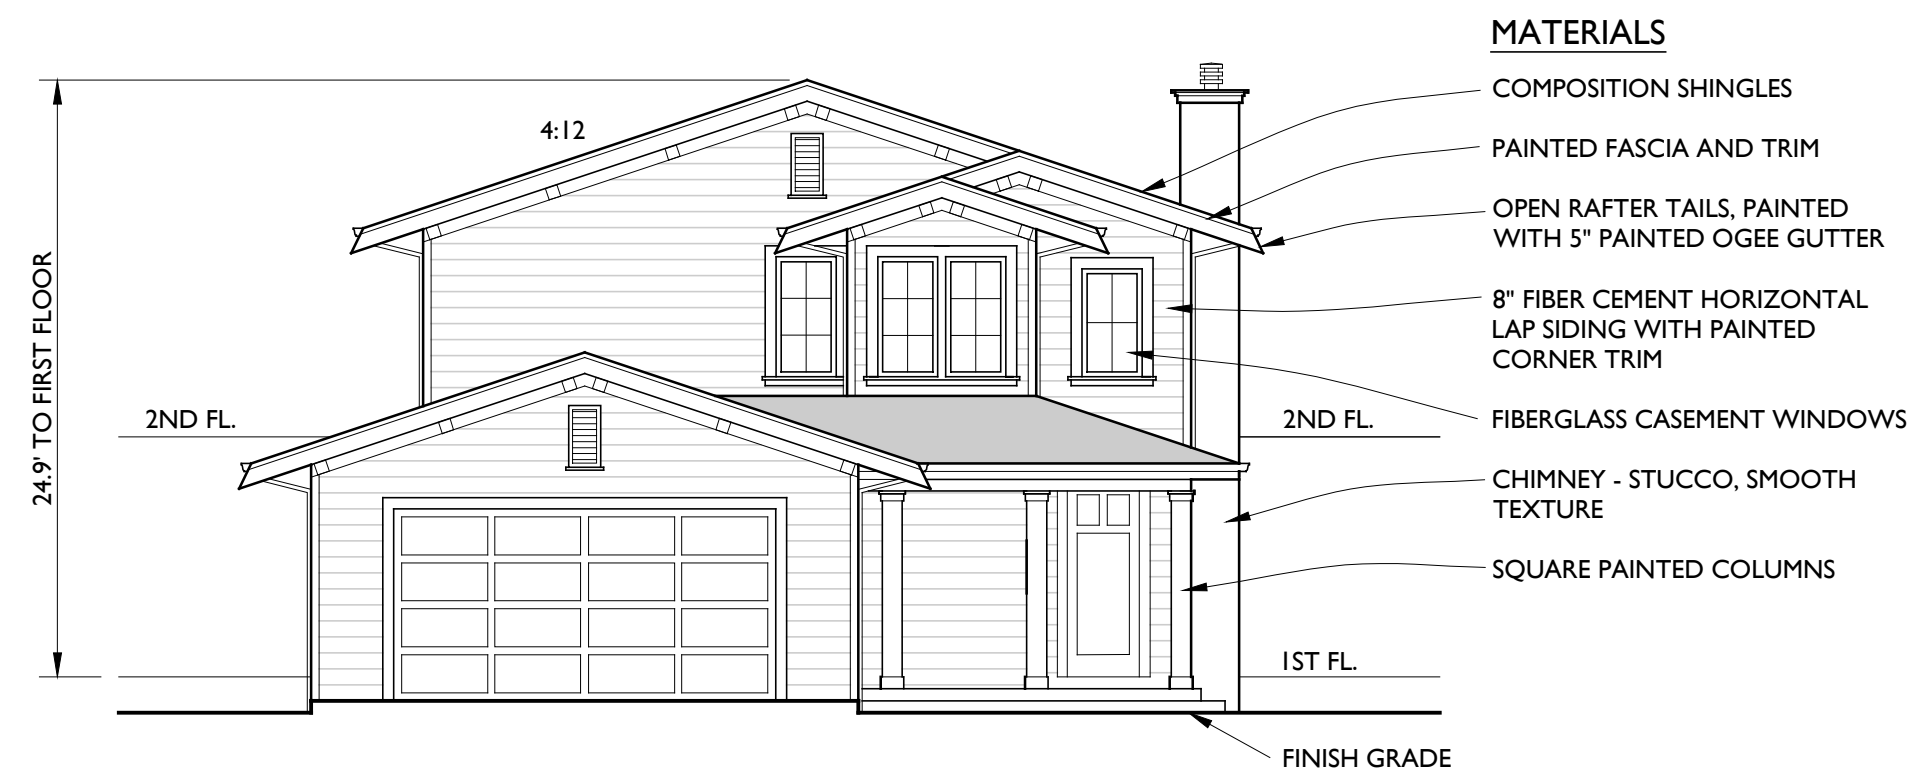 MATERIALS
COMPOSITION SHINGLES
PAINTED FASCIA AND TRIM
OPEN RAFTER TAILS, PAINTED
WITH 5" PAINTED OGEE GUTTER
8" FIBER CEMENT HORIZONTAL
LAP SIDING WITH PAINTED
CORNER TRIM
FIBERGLASS CASEMENT WINDOWS
CHIMNEY - STUCCO, SMOOTH
TEXTURE
SQUARE PAINTED COLUMNS
4:12
24.9' TO FIRST FLOOR
2ND FL.
2ND FL.
1ST FL.
FINISH GRADE